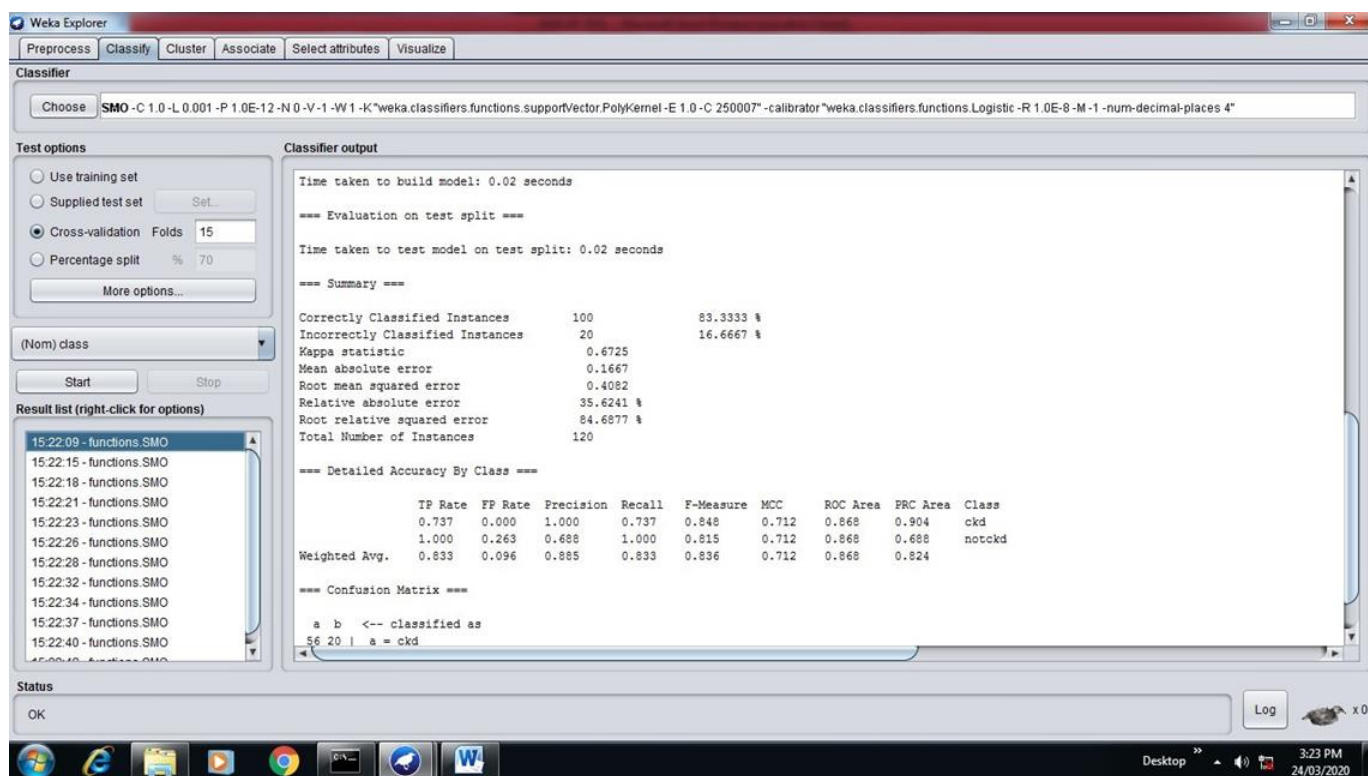 Weka Explorer
Preprocess Classify Cluster Associate Select attributes Visualize
Classifier
Choose SMO -C 1.0 -L 0.001 -P 1.0E-12 -N 0 -V -1 -W 1 -K "weka.classifiers.functions.supportVector.PolyKernel -E 1.0 -C 250007" -calibrator "weka.classifiers.functions.Logistic -R 1.0E-8 -M -1 -num-decimal-places 4"
Test options
Use training set
Supplied test set Set...
Cross-validation Folds 15
Percentage split % 70
More options...
(Nom) class
Start Stop
Result list (right-click for options)
15:22:09 - functions.SMO
15:22:15 - functions.SMO
15:22:18 - functions.SMO
15:22:21 - functions.SMO
15:22:23 - functions.SMO
15:22:26 - functions.SMO
15:22:28 - functions.SMO
15:22:32 - functions.SMO
15:22:34 - functions.SMO
15:22:37 - functions.SMO
15:22:40 - functions.SMO
Classifier output
Time taken to build model: 0.02 seconds
=== Evaluation on test split ===
Time taken to test model on test split: 0.02 seconds
=== Summary ===
Correctly Classified Instances 100 83.3333 %
Incorrectly Classified Instances 20 16.6667 %
Kappa statistic 0.6725
Mean absolute error 0.1667
Root mean squared error 0.4082
Relative absolute error 35.6241 %
Root relative squared error 84.6877 %
Total Number of Instances 120
=== Detailed Accuracy By Class ===
TP Rate FP Rate Precision Recall F-Measure MCC ROC Area PRC Area Class
0.737 0.000 1.000 0.737 0.848 0.712 0.868 0.904 ckd
1.000 0.263 0.688 1.000 0.815 0.712 0.868 0.688 notckd
Weighted Avg. 0.833 0.096 0.885 0.833 0.836 0.712 0.868 0.824
=== Confusion Matrix ===
a b <-- classified as
56 20 | a = ckd
Status
OK
Log x 0
Desktop
3:23 PM
24/03/2020